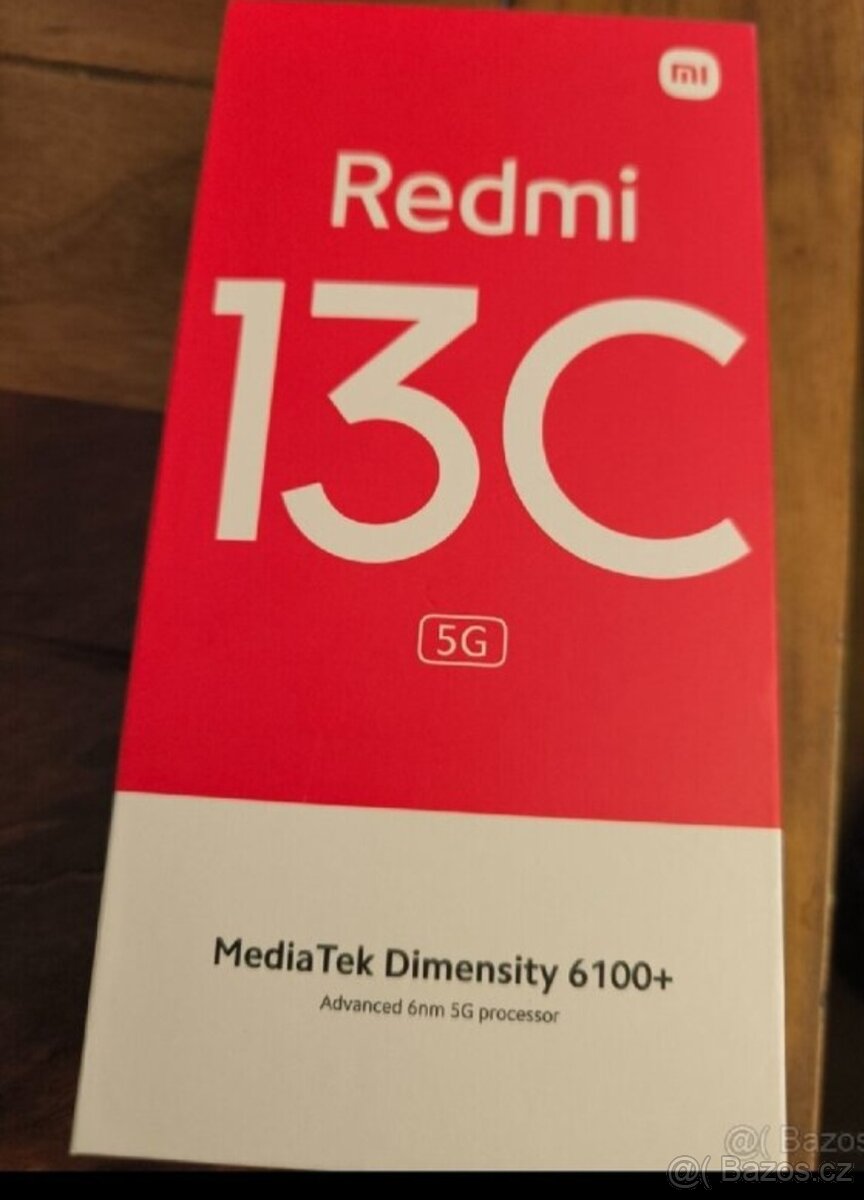 mi
Redmi
13C
5G
MediaTek Dimensity 6100+
Advanced 6nm 5G processor
@( Bazos
@( Bazos.cz